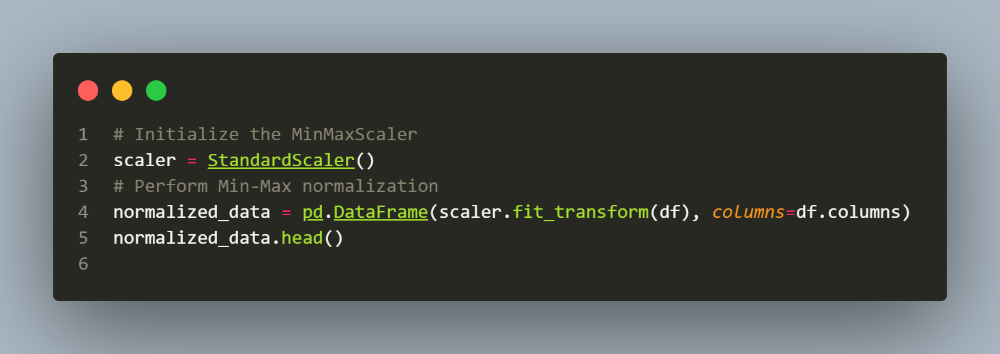 1 # Initialize the MinMaxScaler
2 scaler = StandardScaler()
3 # Perform Min-Max normalization
4 normalized_data = pd.DataFrame(scaler.fit_transform(df), columns=df.columns)
5 normalized_data.head()
6